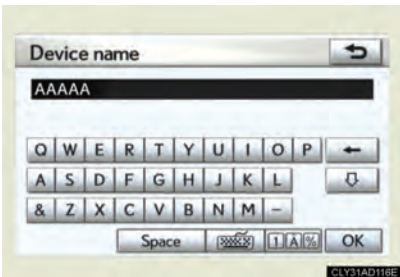 Device name
AAAAA
Q W E R T Y U I O P
A S D F G H J K L
& Z X C V B N M -
Space 1 A % OK
CLY31AD116E